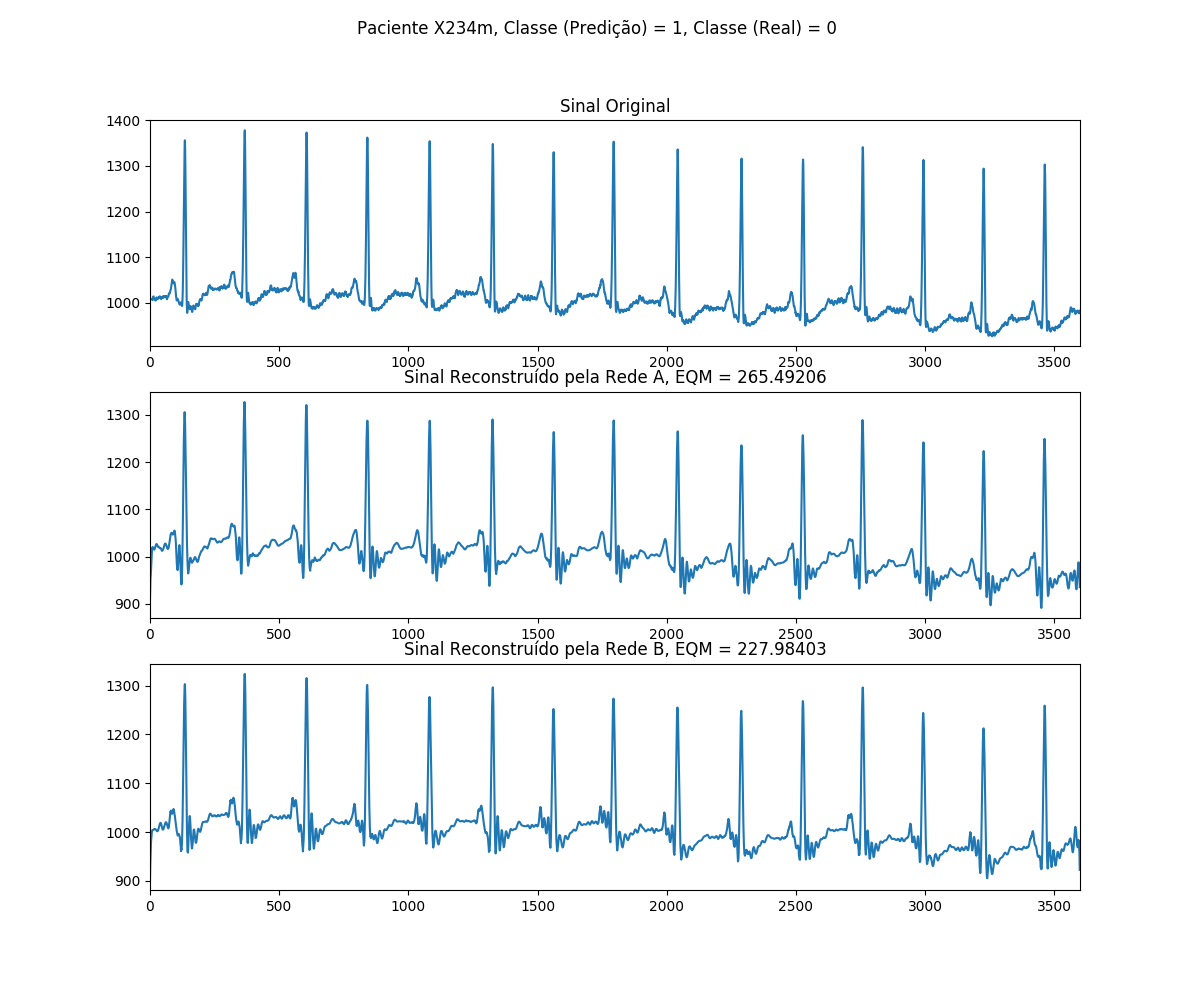 Paciente X234m, Classe (Predição) = 1, Classe (Real) = 0
Sinal Original
1400
1300
1200
1100
1000
0 500 1000 1500 2000 2500 3000 3500
Sinal Reconstruído pela Rede A, EQM = 265.49206
1300
1200
1100
1000
900
0 500 1000 1500 2000 2500 3000 3500
Sinal Reconstruído pela Rede B, EQM = 227.98403
1300
1200
1100
1000
900
0 500 1000 1500 2000 2500 3000 3500